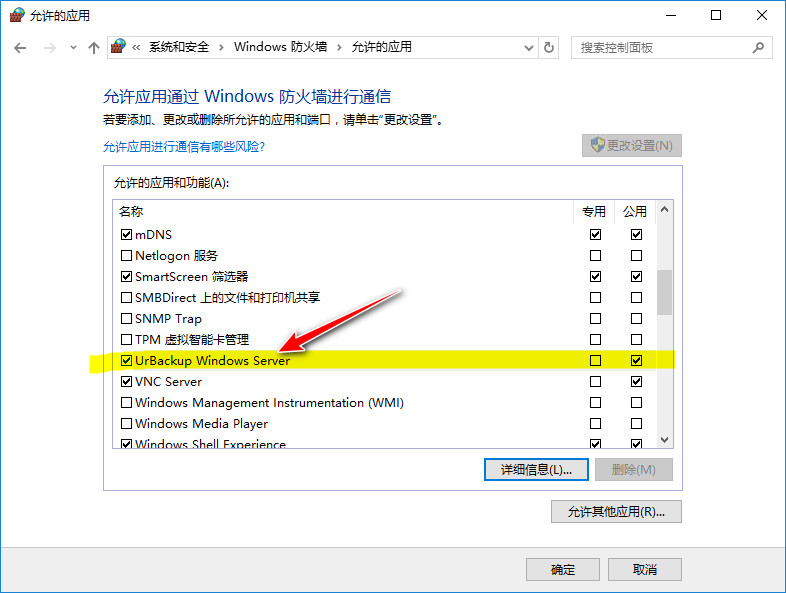 允许的应用
« 系统和安全 › Windows 防火墙 › 允许的应用
搜索控制面板
允许应用通过 Windows 防火墙进行通信
若要添加、更改或删除所允许的应用和端口，请单击“更改设置”。
允许应用进行通信有哪些风险?
更改设置(N)
允许的应用和功能(A):
名称 专用 公用
mDNS
Netlogon 服务
SmartScreen 筛选器
SMBDirect 上的文件和打印机共享
SNMP Trap
TPM 虚拟智能卡管理
UrBackup Windows Server
VNC Server
Windows Management Instrumentation (WMI)
Windows Media Player
Windows Shell Experience
详细信息(L)...
删除(M)
允许其他应用(R)...
确定
取消